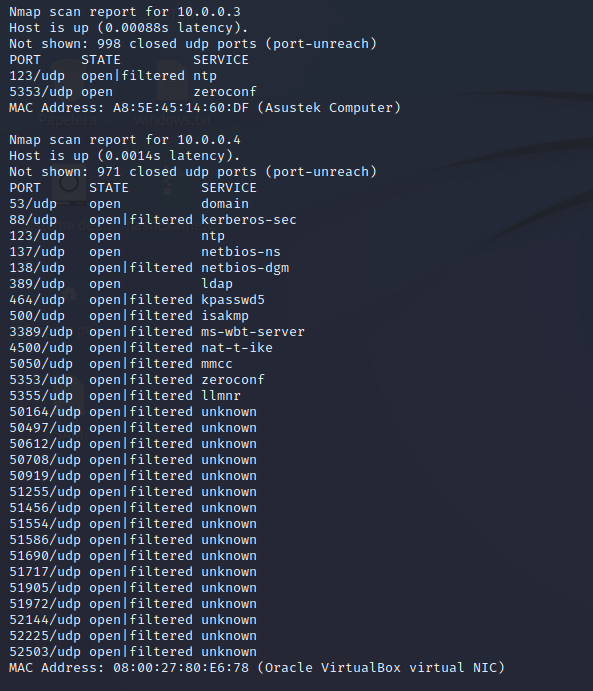 Nmap scan report for 10.0.0.3
Host is up (0.00088s latency).
Not shown: 998 closed udp ports (port-unreach)
PORT     STATE         SERVICE
123/udp  open|filtered ntp
5353/udp open          zeroconf
MAC Address: A8:5E:45:14:60:DF (Asustek Computer)

Nmap scan report for 10.0.0.4
Host is up (0.0014s latency).
Not shown: 971 closed udp ports (port-unreach)
PORT      STATE         SERVICE
53/udp    open          domain
88/udp    open|filtered kerberos-sec
123/udp   open          ntp
137/udp   open          netbios-ns
138/udp   open|filtered netbios-dgm
389/udp   open          ldap
464/udp   open|filtered kpasswd5
500/udp   open|filtered isakmp
3389/udp  open|filtered ms-wbt-server
4500/udp  open|filtered nat-t-ike
5050/udp  open|filtered mmcc
5353/udp  open|filtered zeroconf
5355/udp  open|filtered llmnr
50164/udp open|filtered unknown
50497/udp open|filtered unknown
50612/udp open|filtered unknown
50708/udp open|filtered unknown
50919/udp open|filtered unknown
51255/udp open|filtered unknown
51456/udp open|filtered unknown
51554/udp open|filtered unknown
51586/udp open|filtered unknown
51690/udp open|filtered unknown
51717/udp open|filtered unknown
51905/udp open|filtered unknown
51972/udp open|filtered unknown
52144/udp open|filtered unknown
52225/udp open|filtered unknown
52503/udp open|filtered unknown
MAC Address: 08:00:27:80:E6:78 (Oracle VirtualBox virtual NIC)